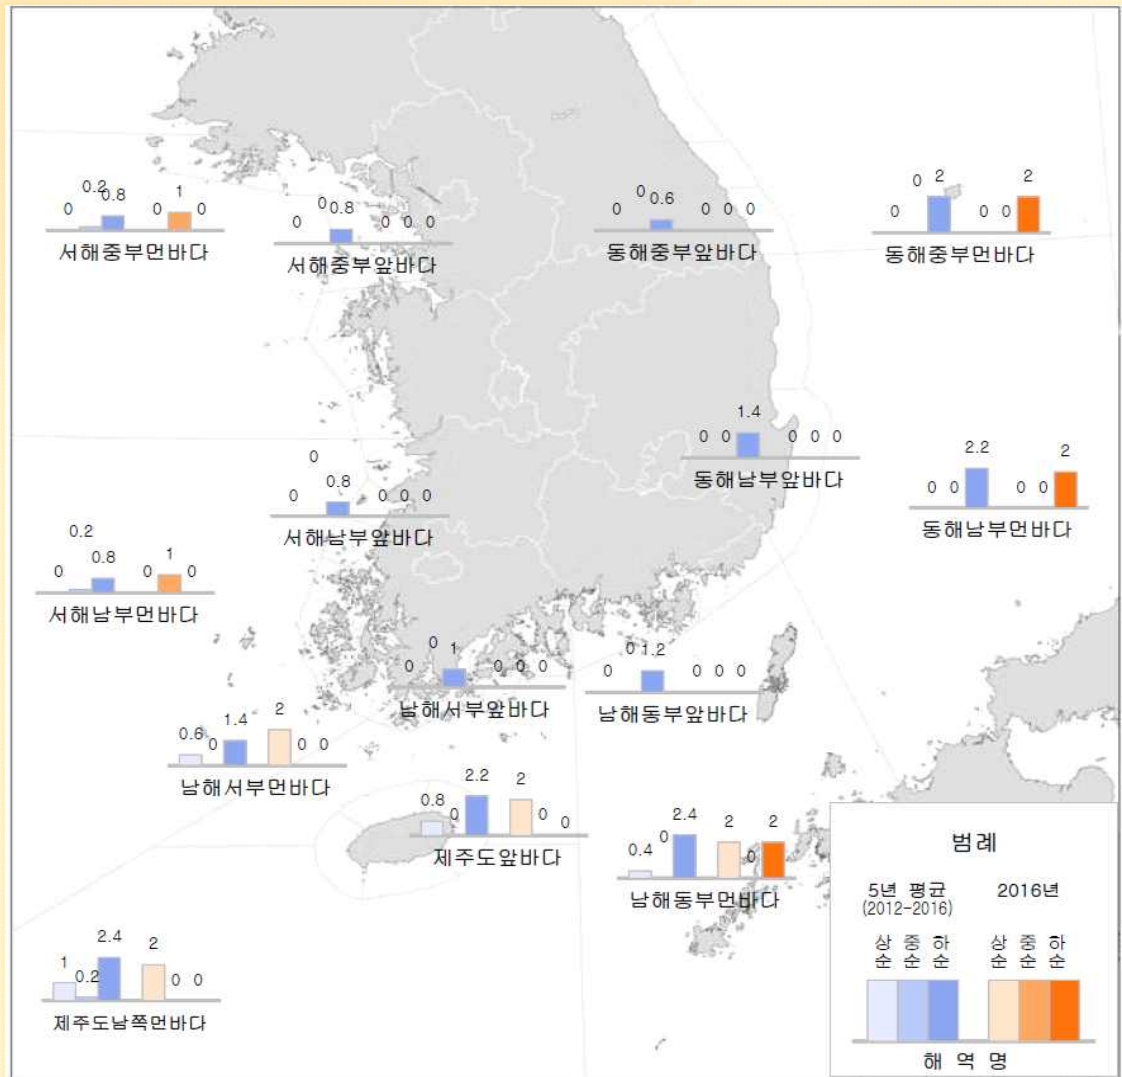 0 0.2 0.8 0 1 0
서해중부먼바다
0 0 0.8 0 0 0
서해중부앞바다
0 0 0.6 0 0 0
동해중부앞바다
0 0 2 0 0 2
동해중부먼바다
0 0 1.4 0 0 0
동해남부앞바다
0 0 2.2 0 0 2
동해남부먼바다
0 0 0.8 0 0 0
서해남부앞바다
0 0.2 0.8 0 1 0
서해남부먼바다
0 0 1 0 0 0
남해서부앞바다
0 0 1.2 0 0 0
남해동부앞바다
0.6 0 1.4 2 0 0
남해서부먼바다
0.8 0 2.2 2 0 0
제주도앞바다
0.4 0 2.4 2 0 2
남해동부먼바다
1 0.2 2.4 2 0 0
제주도남쪽먼바다
범례
5년 평균 2016년
(2012-2016)
상순 중순 하순 상순 중순 하순
해 역 명